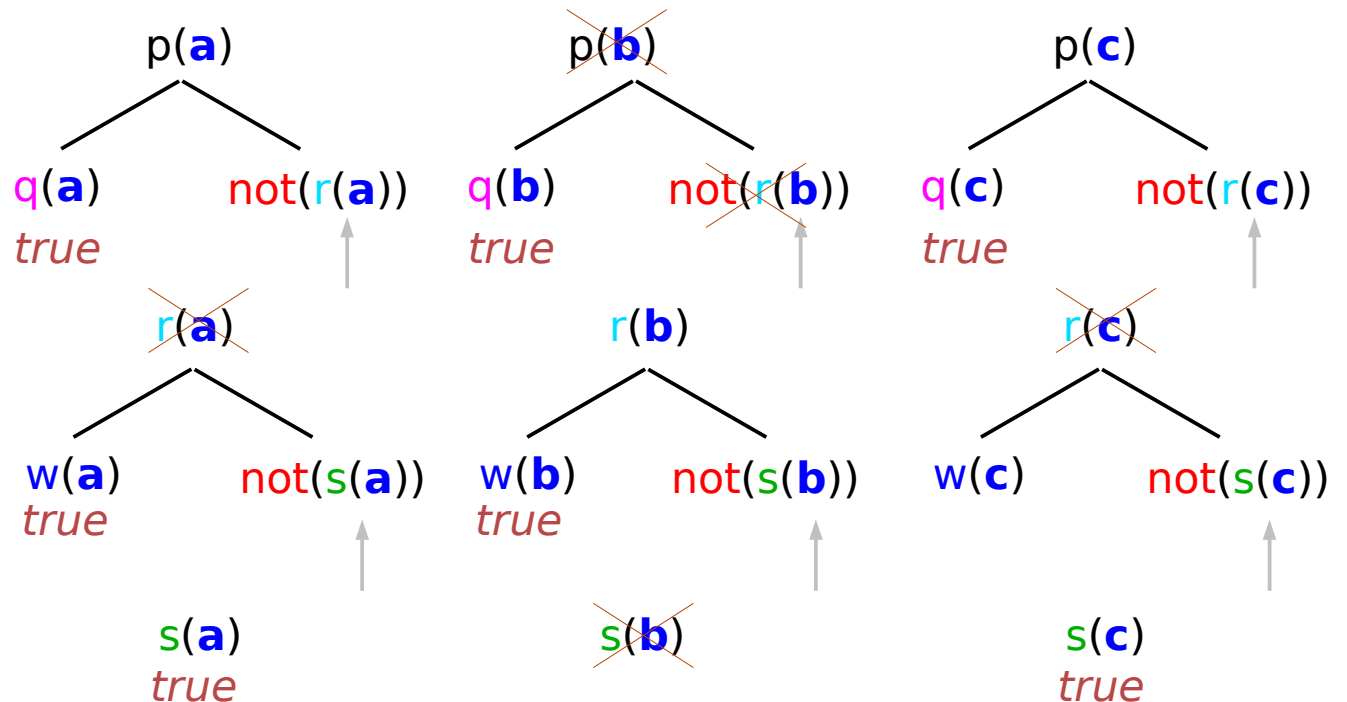 p(a) p(b) p(c)
q(a) not(r(a)) q(b) not(r(b)) q(c) not(r(c))
true true true
r(a) r(b) r(c)
w(a) not(s(a)) w(b) not(s(b)) w(c) not(s(c))
true true
s(a) s(b) s(c)
true true